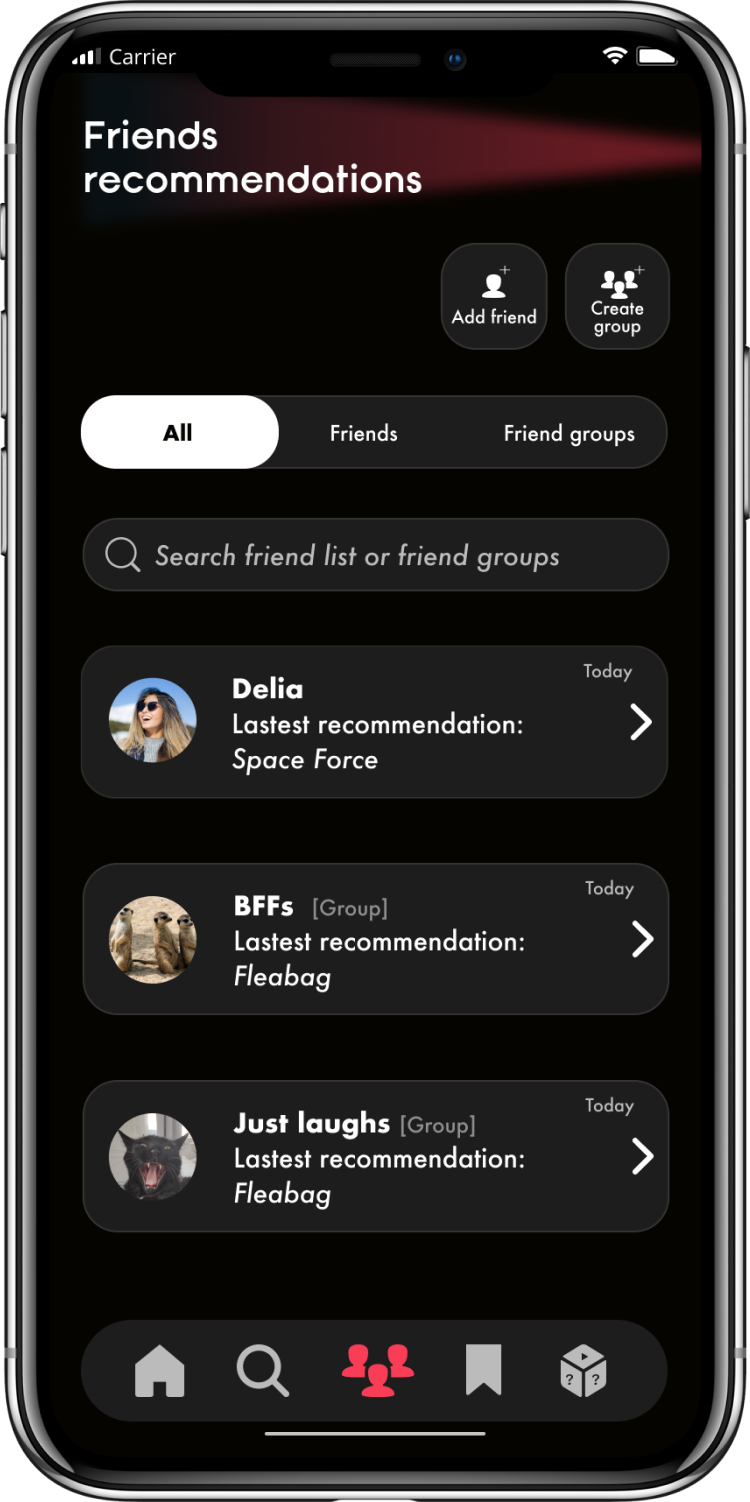 Carrier
Friends
recommendations
Add friend
Create
group
All
Friends
Friend groups
Search friend list or friend groups
Today
Delia
Lastest recommendation:
Space Force
Today
BFFs [Group]
Lastest recommendation:
Fleabag
Today
Just laughs [Group]
Lastest recommendation:
Fleabag
? ?